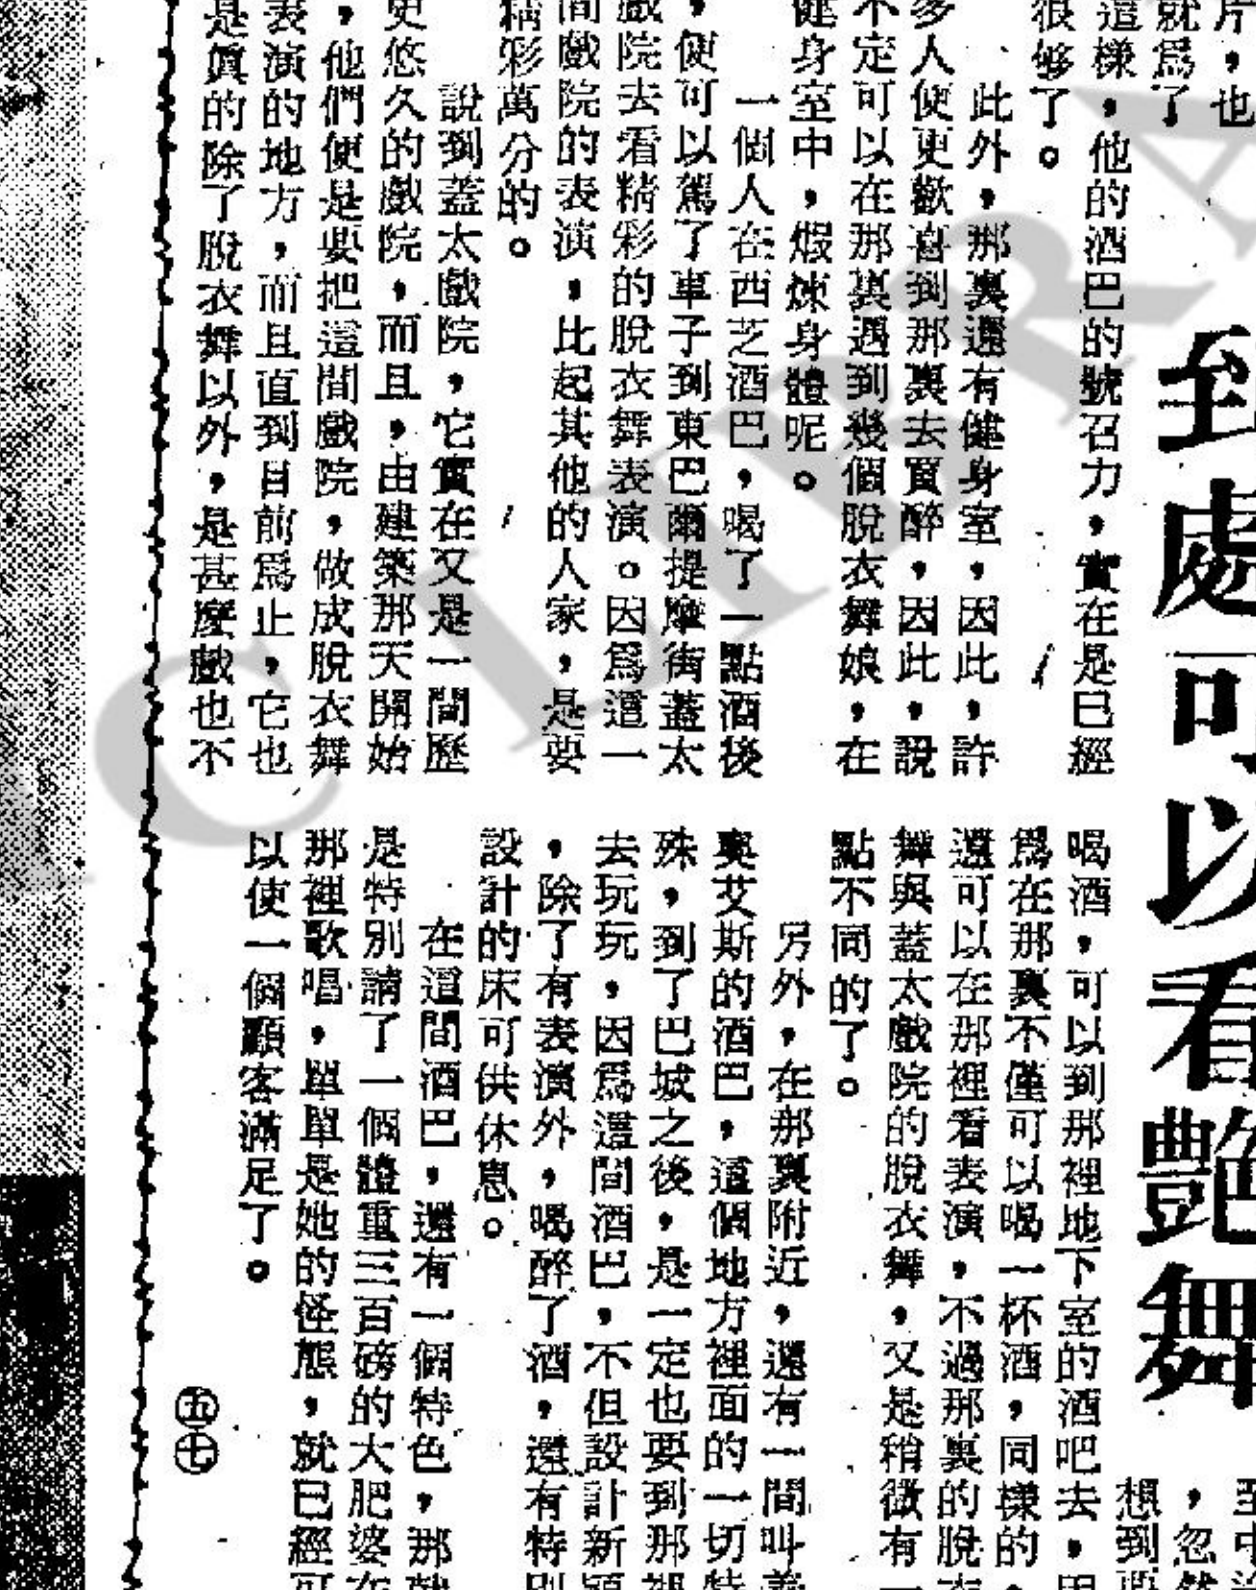 到處可以看艷舞
片，也
就爲了
這樣，他的酒巴的號召力，實在是已經
很够了。
此外，那裏還有健身室，因此，許
多人便更歡喜到那裏去買醉，因此，說
不定可以在那裏遇到幾個脫衣舞娘，在
健身室中，煅煉身體呢。
一個人在西芝酒巴，喝了一點酒後
，便可以駕了車子到東巴爾提摩街蓋太
戲院去看精彩的脫衣舞表演。因爲這一
間戲院的表演，比起其他的人家，是要
精彩萬分的。
說到蓋太戲院，它實在又是一間歷
史悠久的戲院，而且，由建築那天開始
，他們便是要把這間戲院，做成脫衣舞
表演的地方，而且直到目前爲止，它也
是眞的除了脫衣舞以外，是甚麼戲也不
想到要
，忽然
至中
喝酒，可以到那裡地下室的酒吧去，因
爲在那裏不僅可以喝一杯酒，同樣的，
還可以在那裡看表演，不過那裏的脫衣
舞與蓋太戲院的脫衣舞，又是稍微有一
點不同的了。
另外，在那裏附近，還有一間叫義
奧艾斯的酒巴，這個地方裡面的一切特
殊，到了巴城之後，是一定也要到那裡
去玩玩，因爲這間酒巴，不但設計新穎
，除了有表演外，喝醉了酒，還有特別
設計的床可供休息。
在這間酒巴，還有一個特色，那就
是特別請了一個體重三百磅的大肥婆在
那裡歌唱，單單是她的怪態，就已經可
以使一個顧客滿足了。
㊄㊆